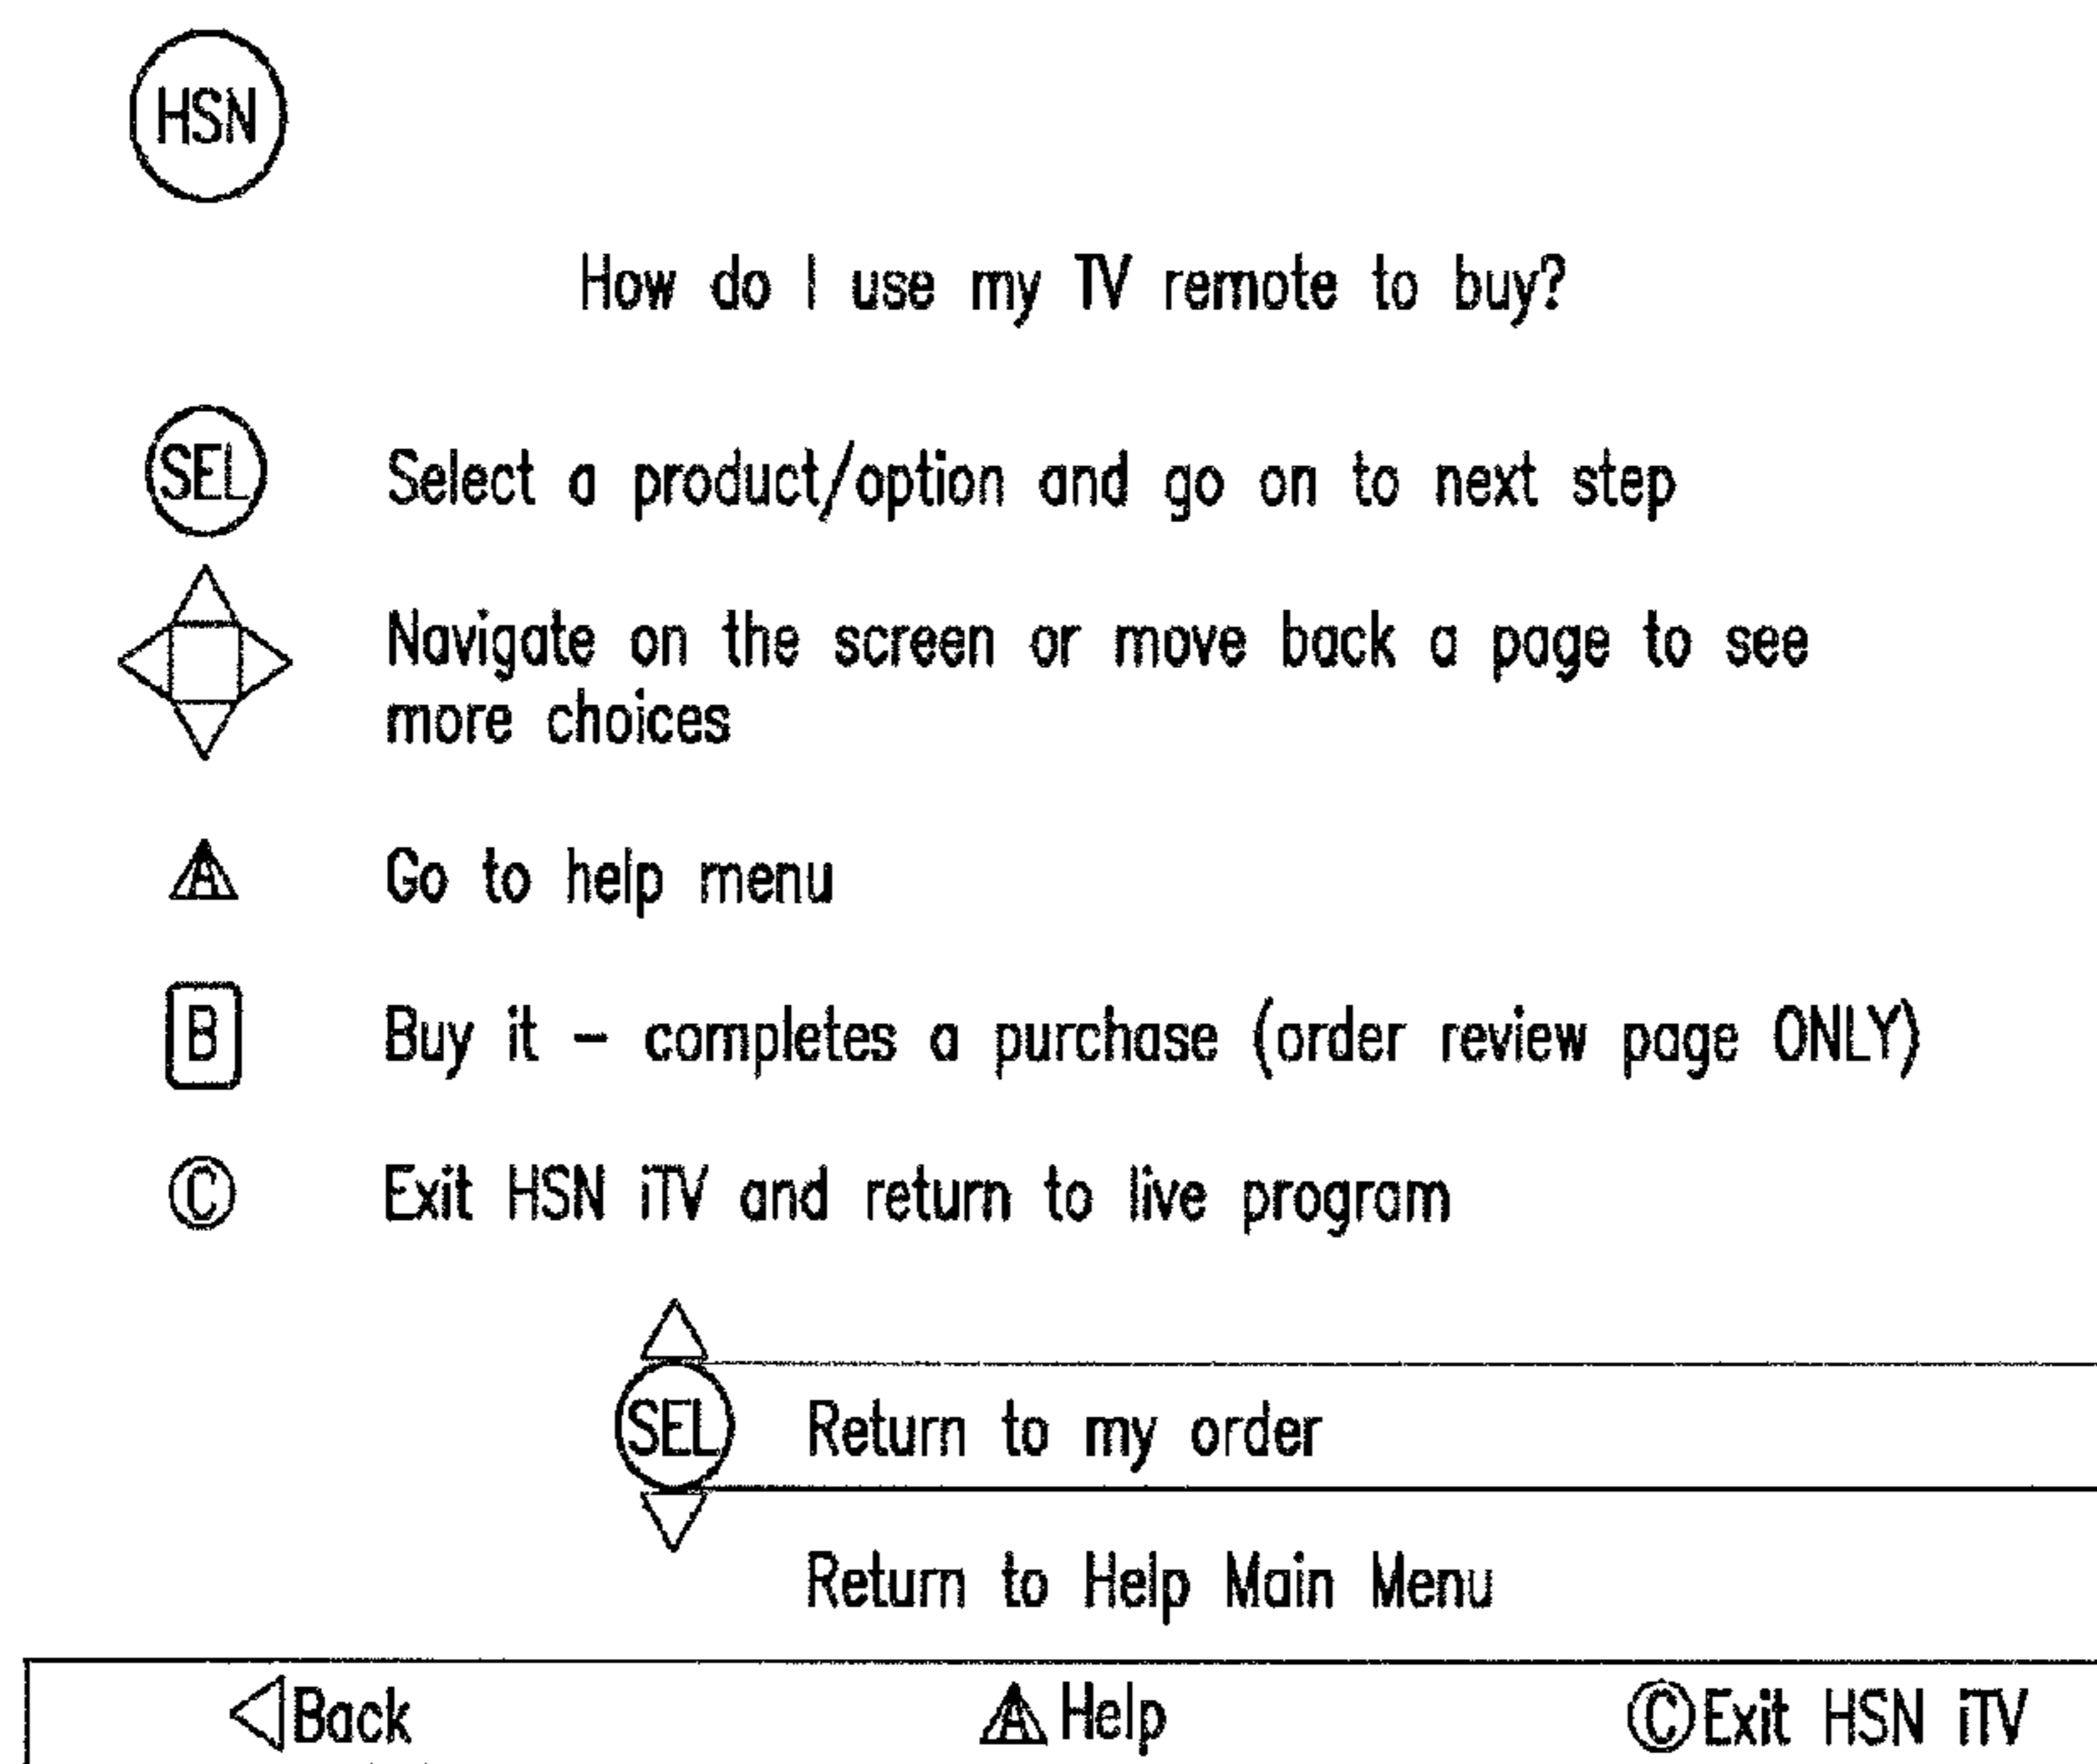 HSN
How do I use my TV remote to buy?
SEL Select a product/option and go on to next step
Navigate on the screen or move back a page to see
more choices
A Go to help menu
B Buy it – completes a purchase (order review page ONLY)
C Exit HSN iTV and return to live program
SEL Return to my order
Return to Help Main Menu
Back A Help C Exit HSN iTV